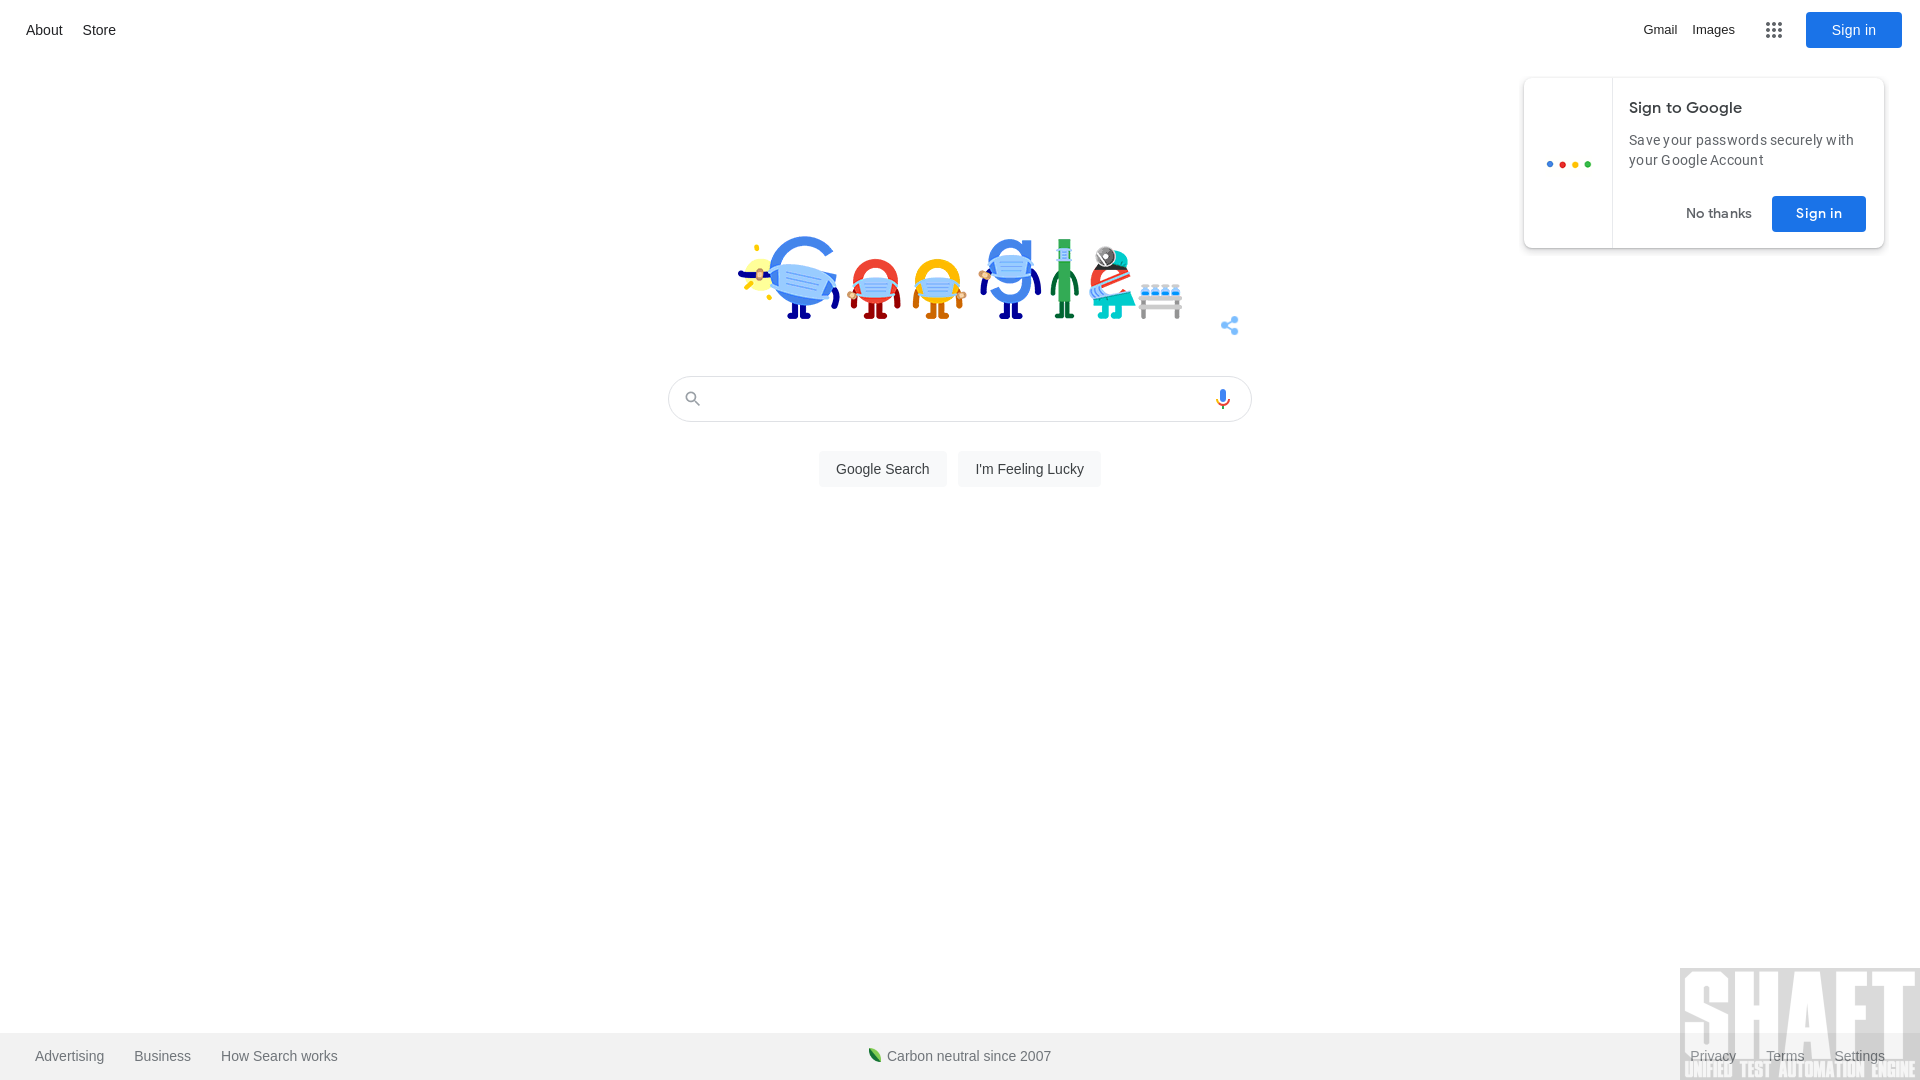 About
Store
Gmail
Images
Sign in
Sign to Google
Save your passwords securely with
your Google Account
No thanks
Sign in
Google
Google Search
I'm Feeling Lucky
Advertising
Business
How Search works
Carbon neutral since 2007
Privacy
Terms
Settings
SHAFT
UNIFIED TEST AUTOMATION ENGINE